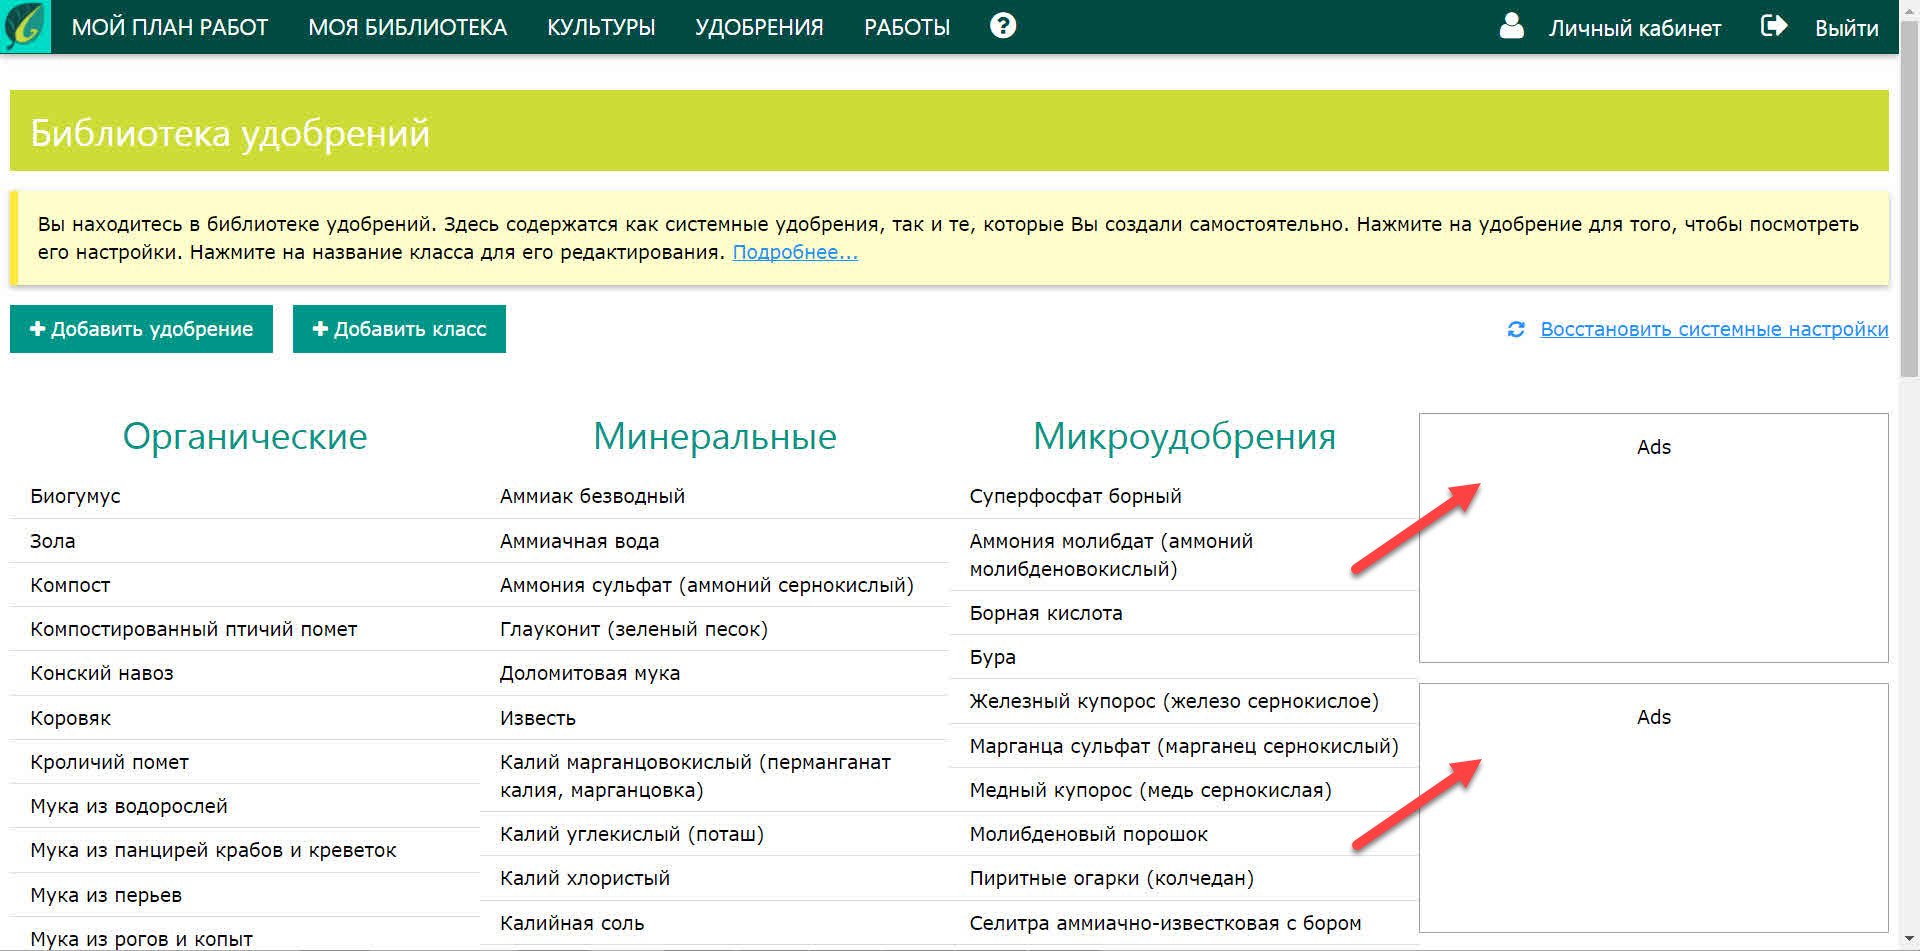 МОЙ ПЛАН РАБОТ МОЯ БИБЛИОТЕКА КУЛЬТУРЫ УДОБРЕНИЯ РАБОТЫ ? Личный кабинет Выйти
Библиотека удобрений
Вы находитесь в библиотеке удобрений. Здесь содержатся как системные удобрения, так и те, которые Вы создали самостоятельно. Нажмите на удобрение для того, чтобы посмотреть
его настройки. Нажмите на название класса для его редактирования. Подробнее...
Добавить удобрение
Добавить класс
Восстановить системные настройки
Органические
Биогумус
Зола
Компост
Компостированный птичий помет
Конский навоз
Коровяк
Кроличий помет
Мука из водорослей
Мука из панцирей крабов и креветок
Мука из перьев
Мука из рогов и копыт
Минеральные
Аммиак безводный
Аммиачная вода
Аммония сульфат (аммоний сернокислый)
Глауконит (зеленый песок)
Доломитовая мука
Известь
Калий марганцовокислый (перманганат
калия, марганцовка)
Калий углекислый (поташ)
Калий хлористый
Калийная соль
Микроудобрения
Суперфосфат борный
Аммония молибдат (аммоний
молибденовокислый)
Борная кислота
Бура
Железный купорос (железо сернокислое)
Марганца сульфат (марганец сернокислый)
Медный купорос (медь сернокислая)
Молибденовый порошок
Пиритные огарки (колчедан)
Селитра аммиачно-известковая с бором
Ads
Ads